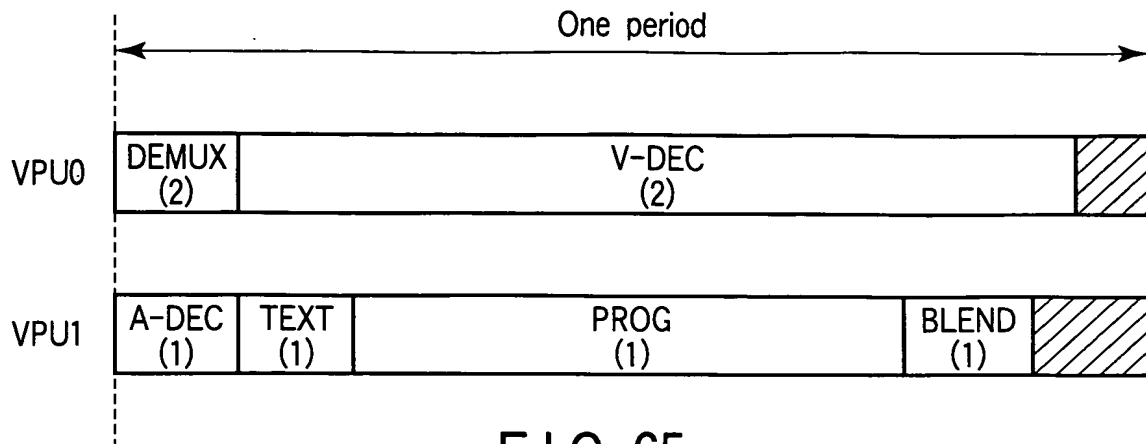 One period
VPU0
DEMUX
(2)
V-DEC
(2)
VPU1
A-DEC
(1)
TEXT
(1)
PROG
(1)
BLEND
(1)